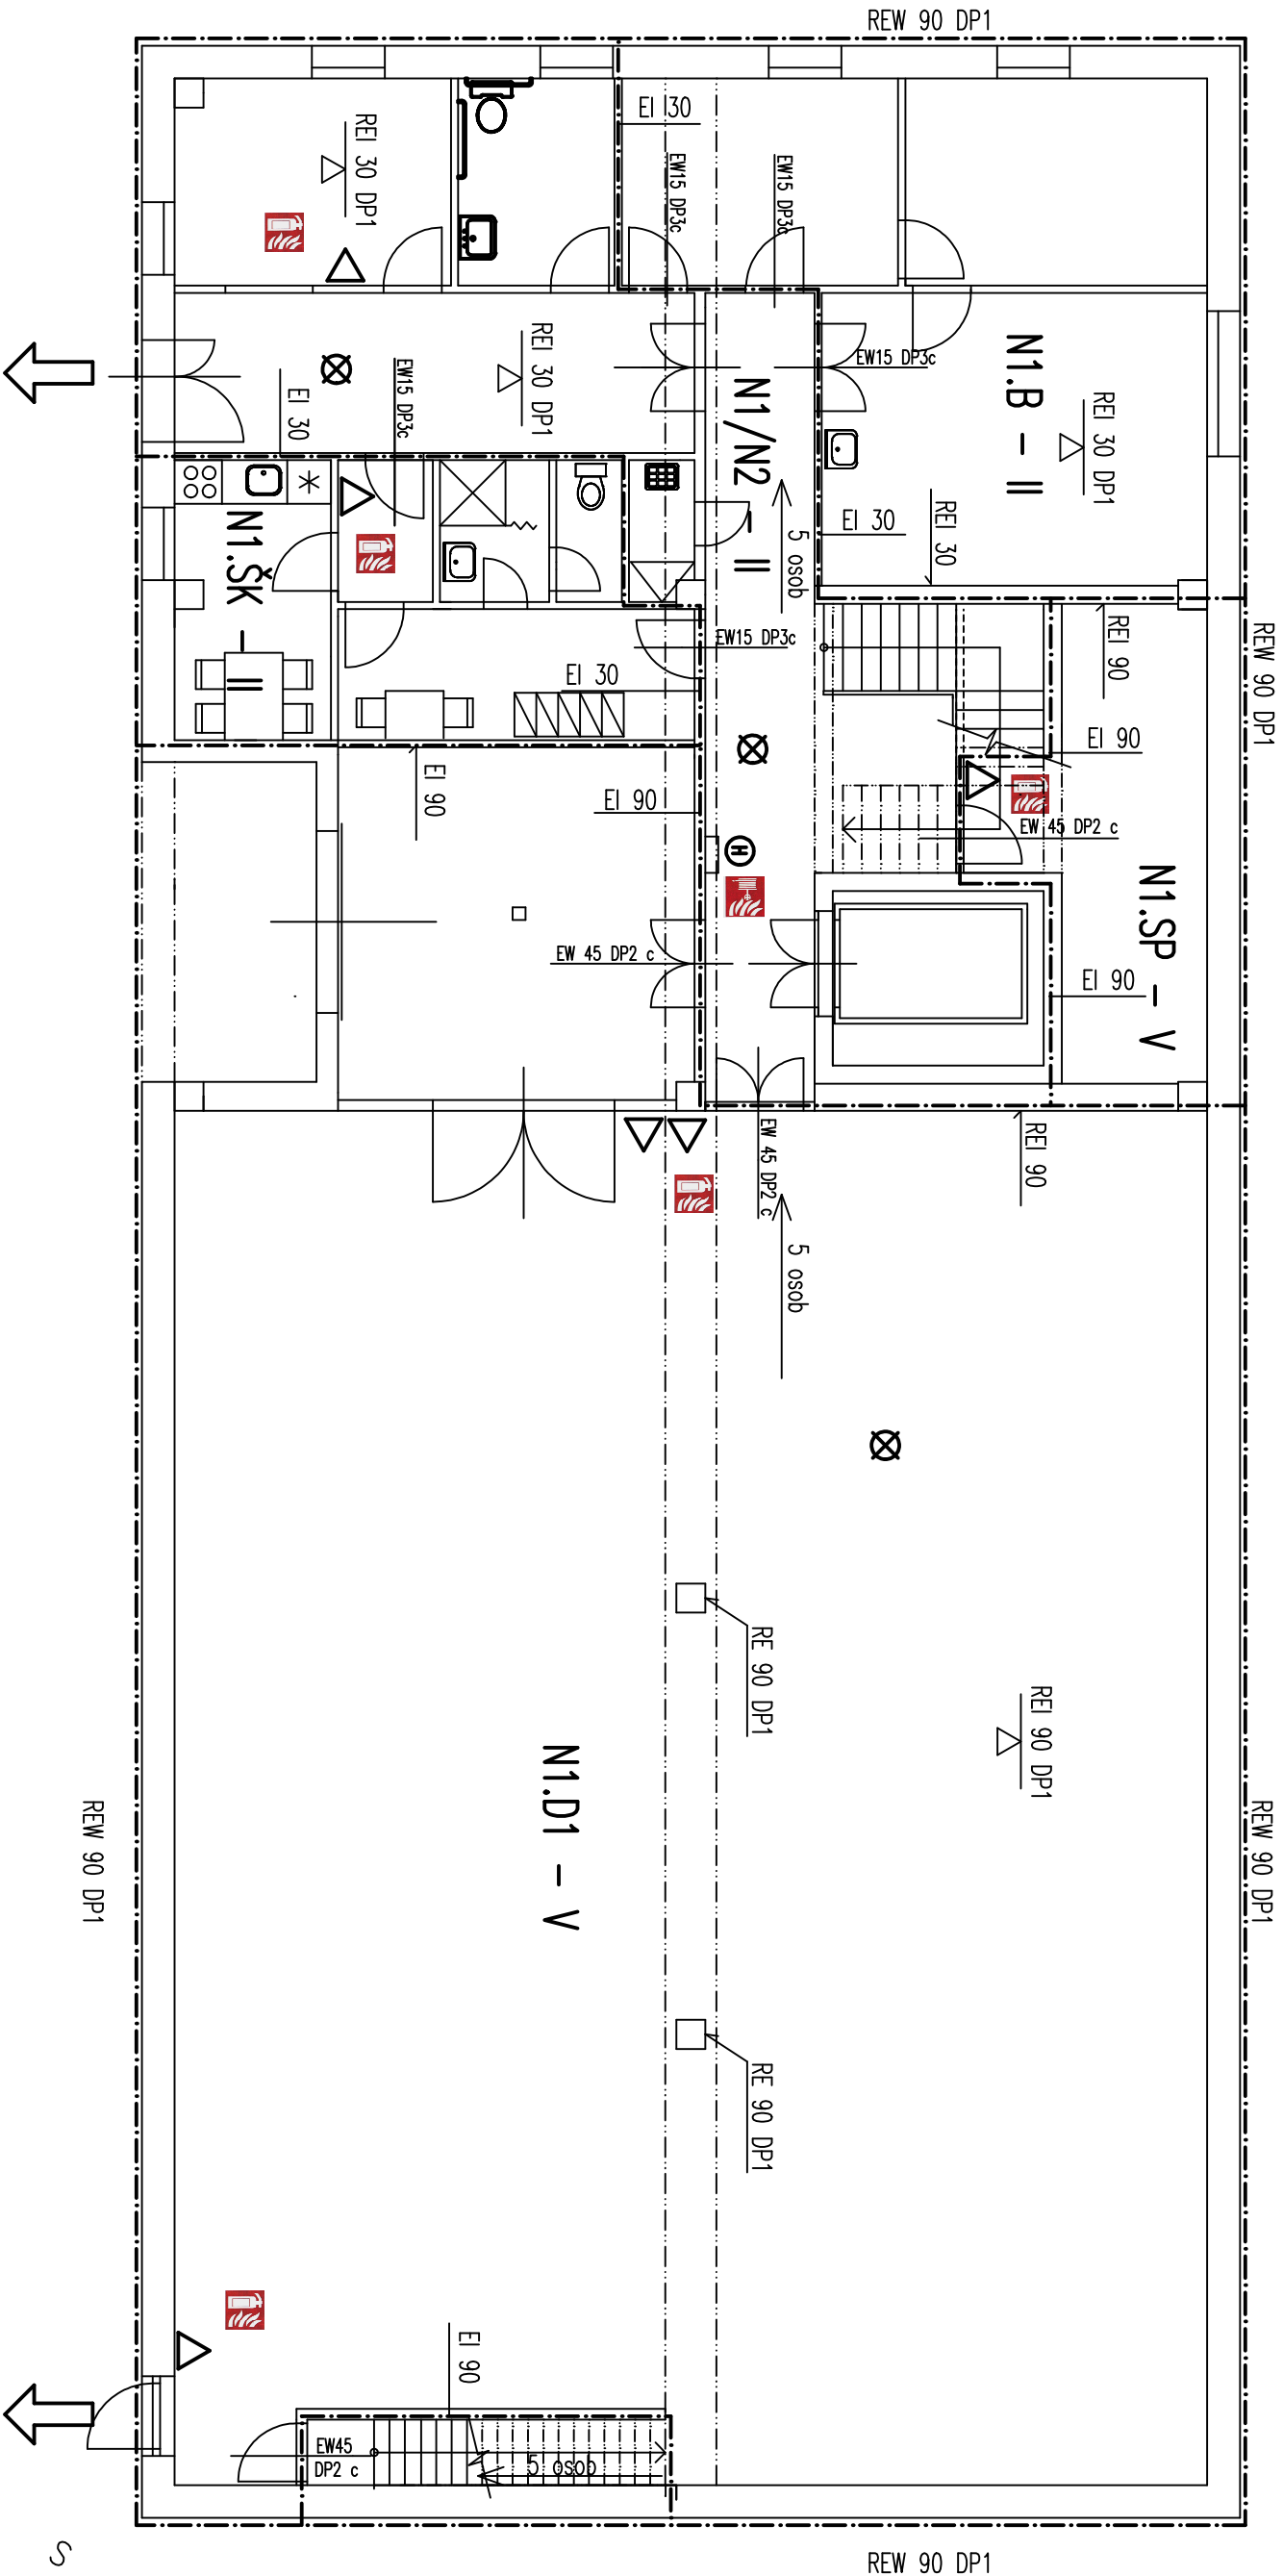 REW 90 DP1
EI 30
REI 30 DP1
EW15 DP3c
EW15 DP3c
REI 30 DP1
EW15 DP3c
EI 30
N1/N2 - II
EW15 DP3c
N1.B - II
REI 30 DP1
EI 30
REI 30
5 osob
N1.ŠK - II
EW15 DP3c
EI 30
REI 90
REW 90 DP1
EI 90
EI 90
EI 90
EW 45 DP2 c
H
N1.SP - V
EW 45 DP2 c
EI 90
EW 45 DP2 c
REI 90
5 osob
RE 90 DP1
REI 90 DP1
N1.D1 - V
REW 90 DP1
REW 90 DP1
RE 90 DP1
EI 90
EW45
DP2 c
5 osob
S
REW 90 DP1